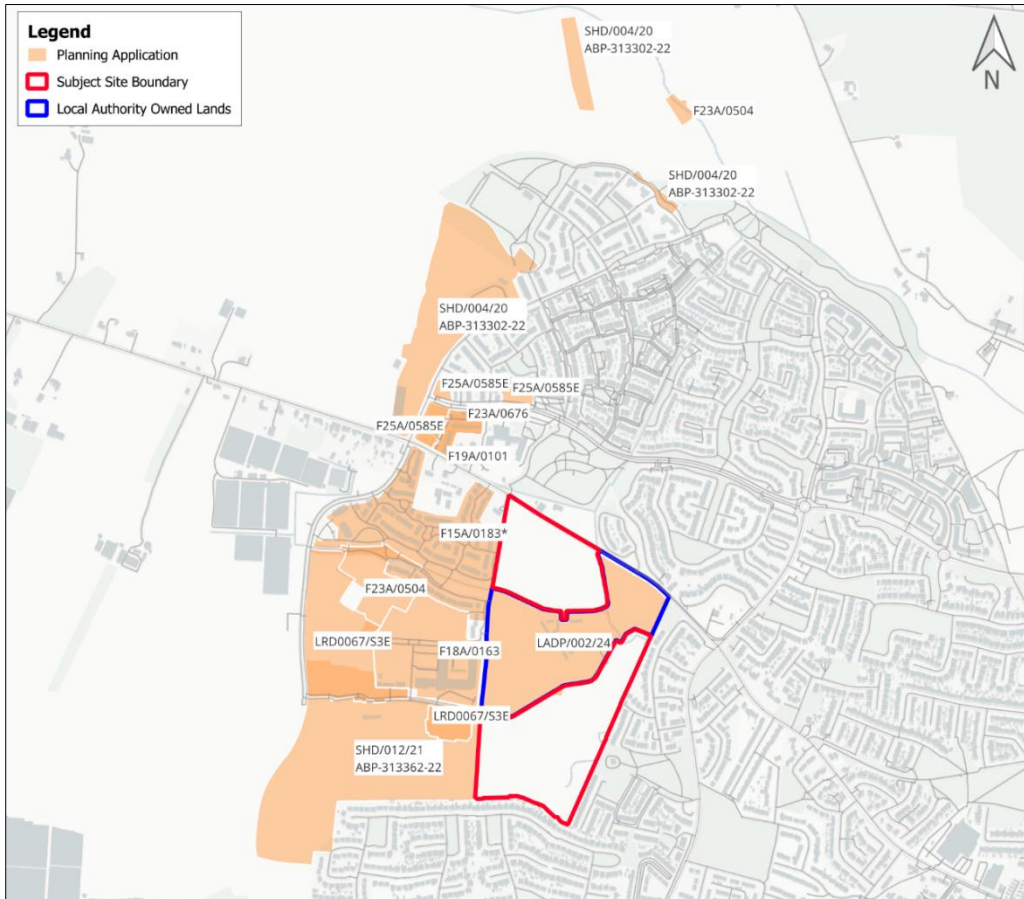 Legend
Planning Application
Subject Site Boundary
Local Authority Owned Lands
N
SHD/004/20
ABP-313302-22
F23A/0504
SHD/004/20
ABP-313302-22
SHD/004/20
ABP-313302-22
F25A/0585E
F25A/0585E
F23A/0676
F25A/0585E
F19A/0101
F15A/0183*
F23A/0504
LRD0067/S3E
F18A/0163
LADP/002/24
LRD0067/S3E
SHD/012/21
ABP-313362-22